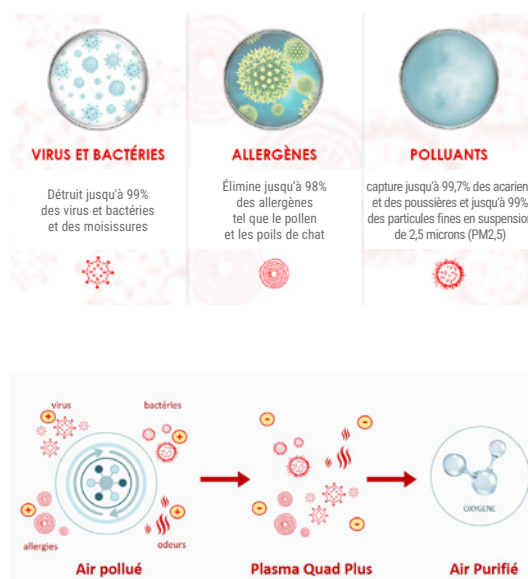 VIRUS ET BACTÉRIES
Détruit jusqu'à 99%
des virus et bactéries
et des moisissures
ALLERGÈNES
Élimine jusqu'à 98%
des allergènes
tel que le pollen
et les poils de chat
POLLUANTS
capture jusqu'à 99,7% des acarien
et des poussières et jusqu'à 99%
des particules fines en suspension
de 2,5 microns (PM2,5)
virus
bactéries
allergies
odeurs
Air pollué
Plasma Quad Plus
OXYGENE
Air Purifié